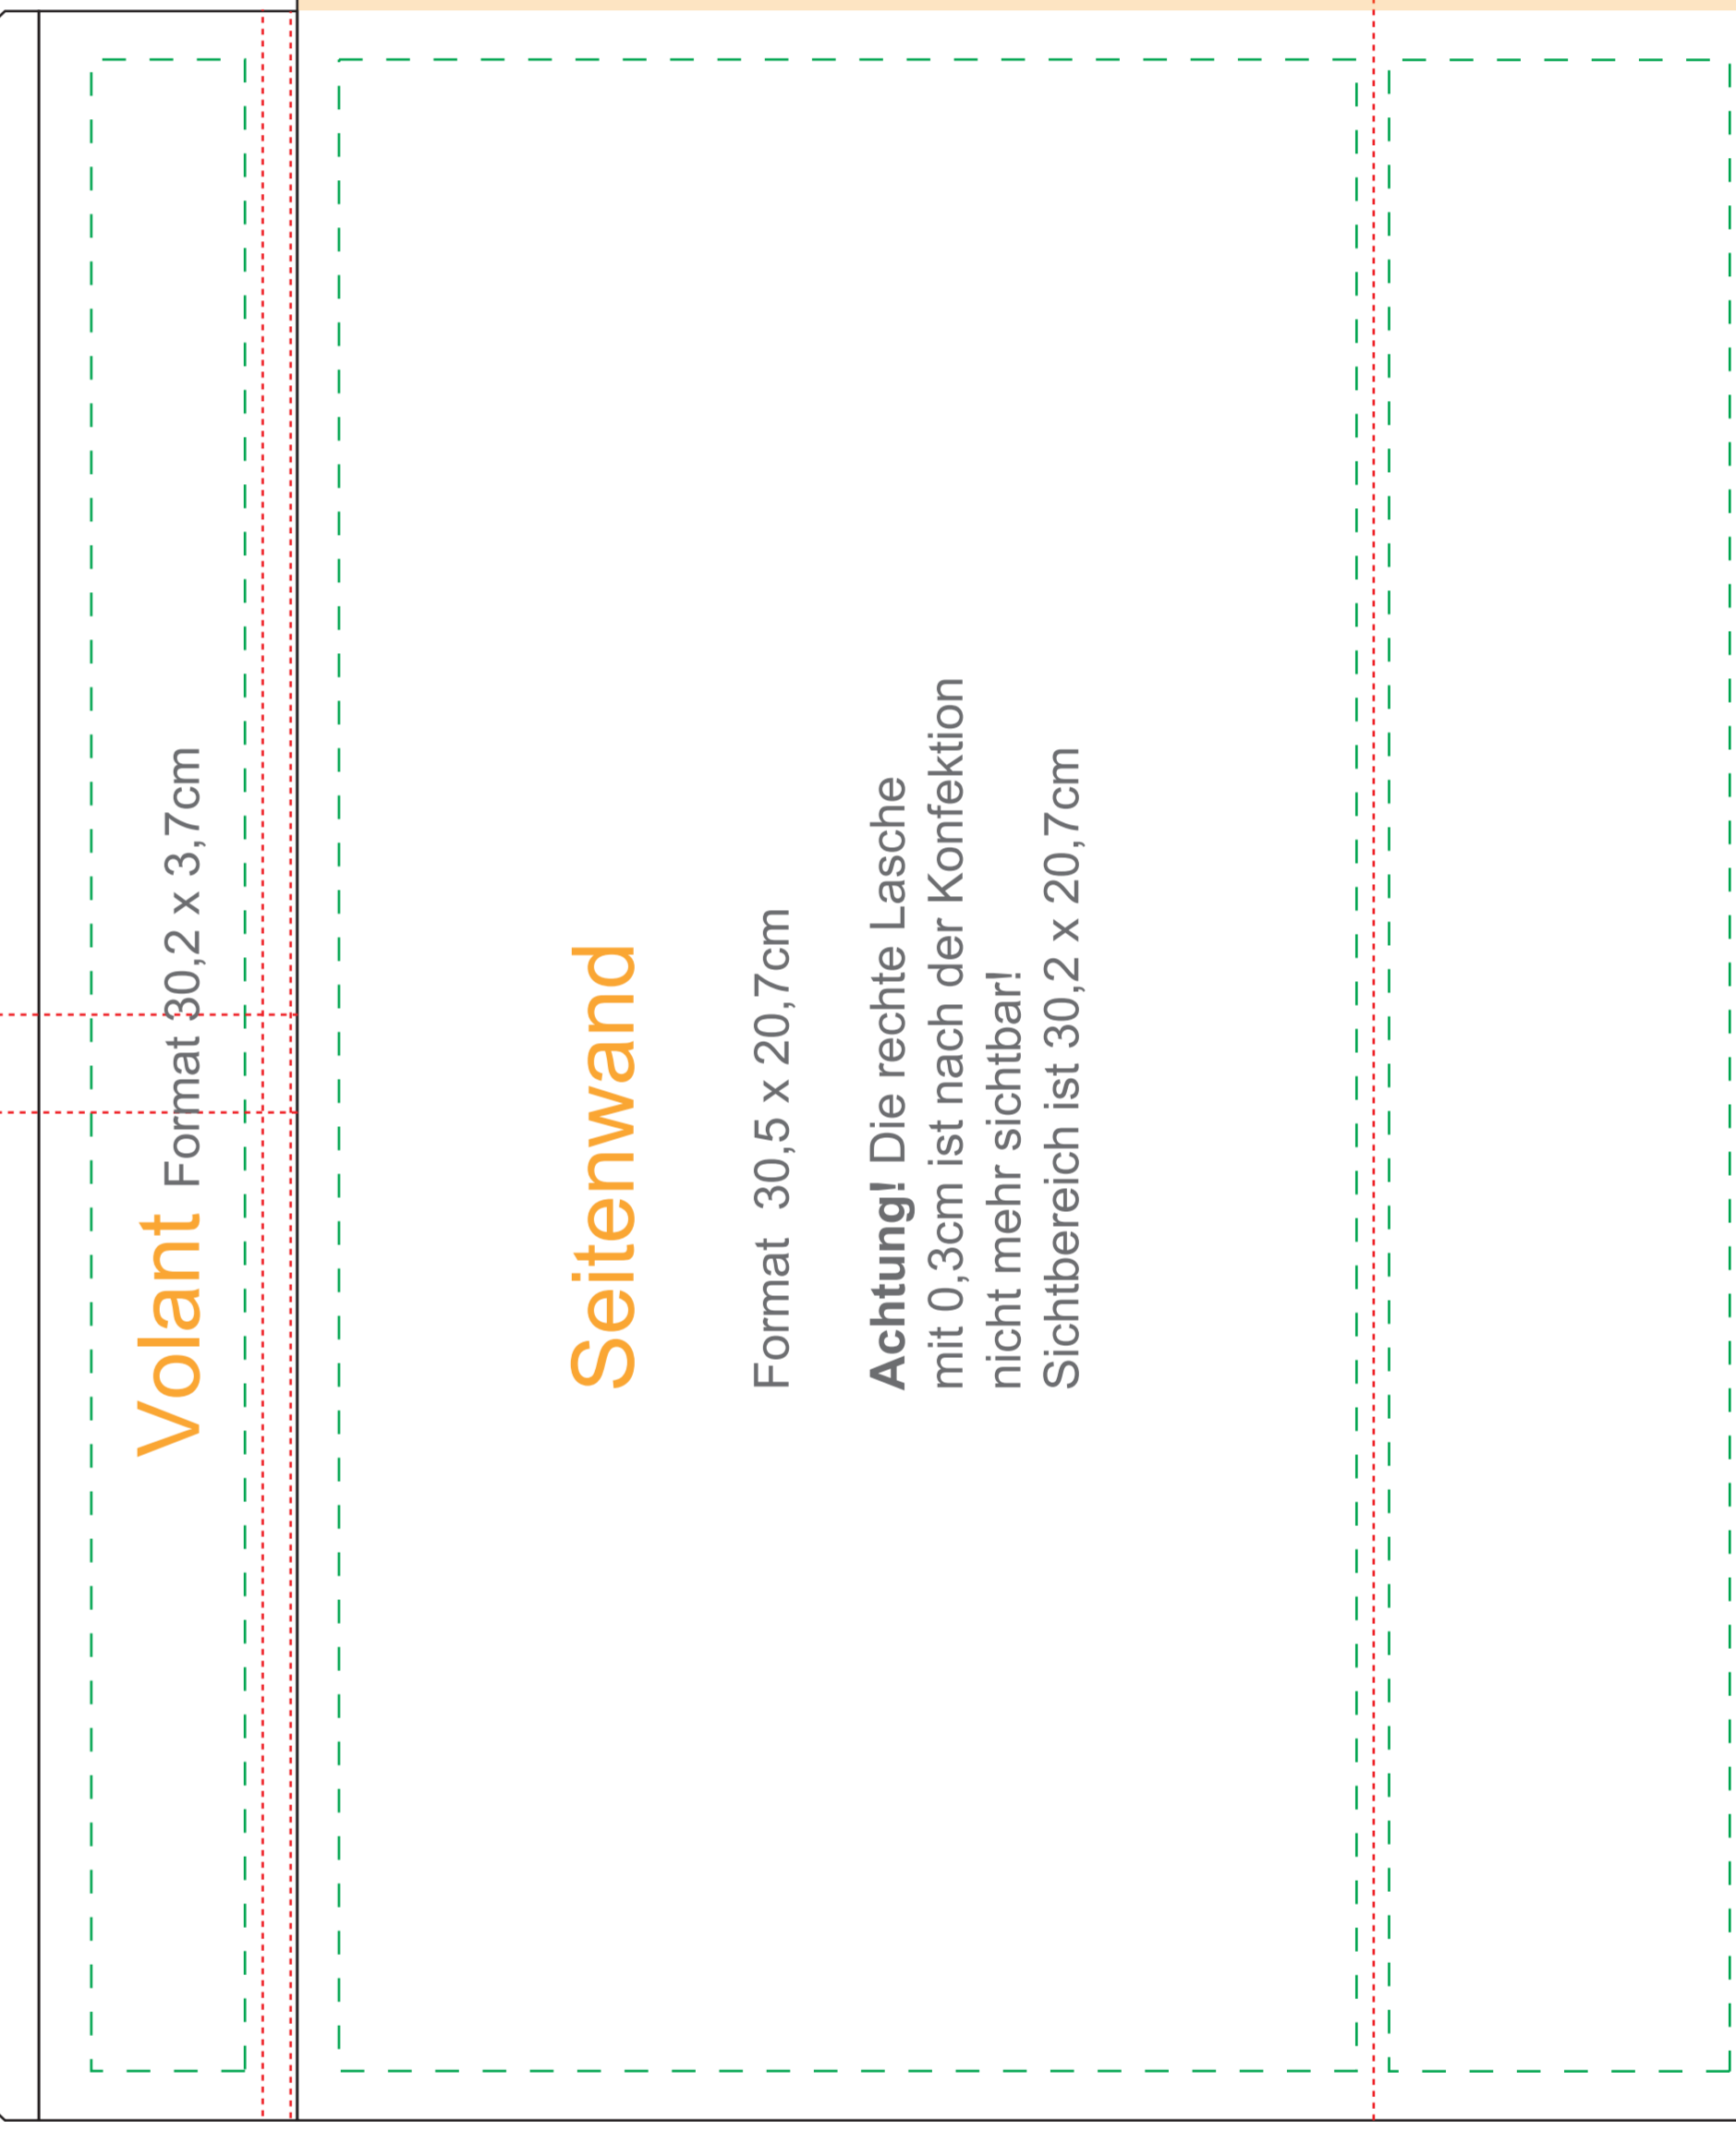 Volant Format 30,2 x 3,7cm
Seitenwand
Format 30,5 x 20,7cm
Achtung! Die rechte Lasche
mit 0,3cm ist nach der Konfektion
nicht mehr sichtbar!
Sichtbereich ist 30,2 x 20,7cm